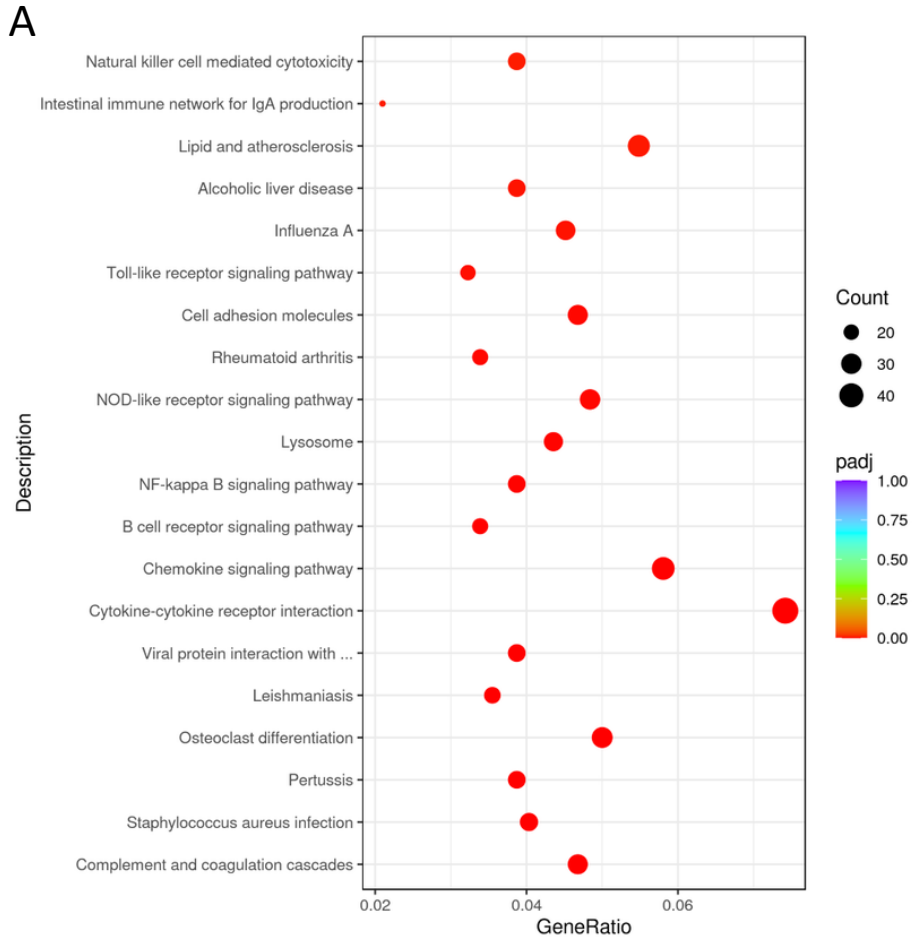 A
Natural killer cell mediated cytotoxicity
Intestinal immune network for IgA production
Lipid and atherosclerosis
Alcoholic liver disease
Influenza A
Toll-like receptor signaling pathway
Cell adhesion molecules
Rheumatoid arthritis
NOD-like receptor signaling pathway
Lysosome
NF-kappa B signaling pathway
B cell receptor signaling pathway
Chemokine signaling pathway
Cytokine-cytokine receptor interaction
Viral protein interaction with ...
Leishmaniasis
Osteoclast differentiation
Pertussis
Staphylococcus aureus infection
Complement and coagulation cascades
Description
0.02 0.04 0.06
GeneRatio
Count
20
30
40
padj
1.00
0.75
0.50
0.25
0.00